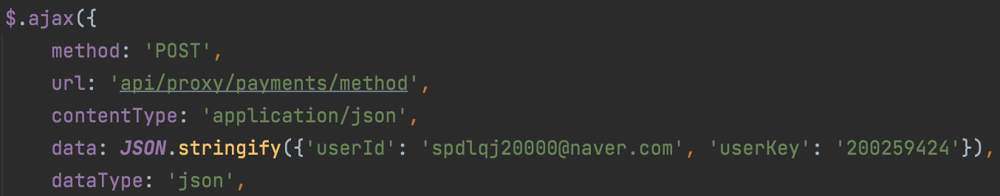 $.ajax({
    method: 'POST',
    url: 'api/proxy/payments/method',
    contentType: 'application/json',
    data: JSON.stringify({'userId': 'spdlqj20000@naver.com', 'userKey': '200259424'}),
    dataType: 'json',